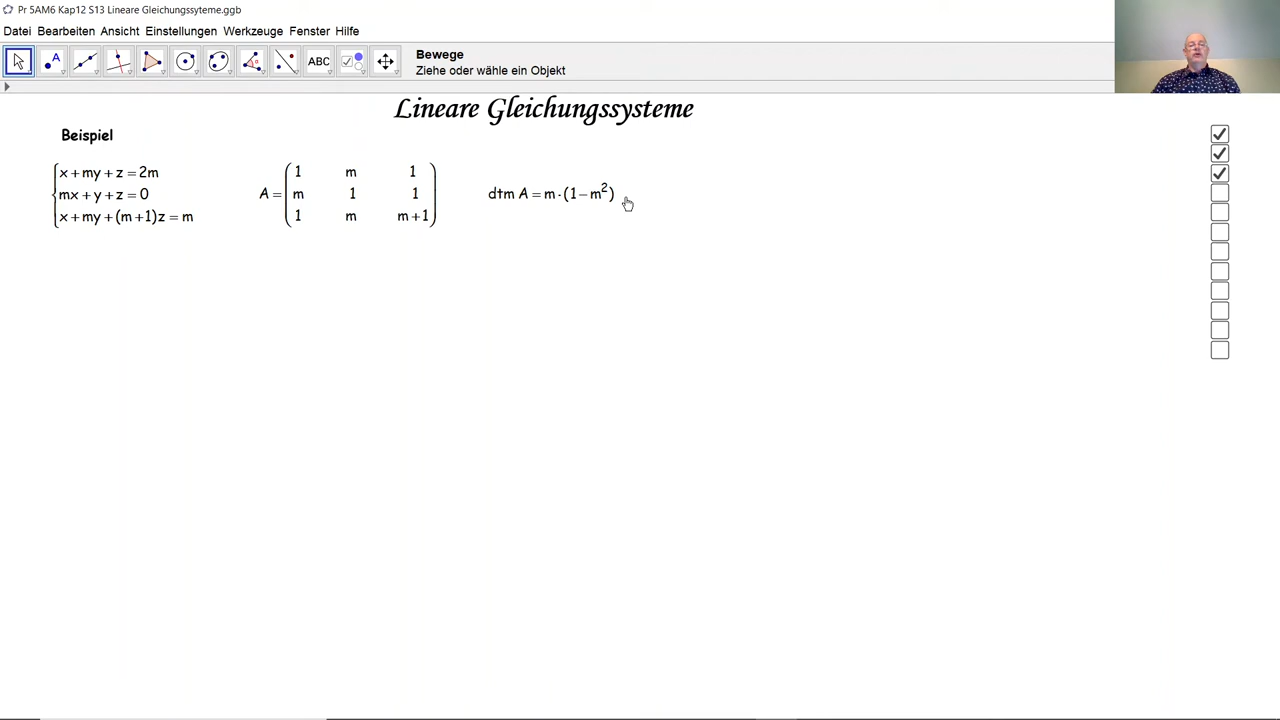 Pr 5AM6 Kap12 S13 Lineare Gleichungssyteme.ggb
Datei Bearbeiten Ansicht Einstellungen Werkzeuge Fenster Hilfe
A
ABC
Bewege
Ziehe oder wähle ein Objekt
Lineare Gleichungssysteme
Beispiel
x + my + z = 2m
mx + y + z = 0
x + my + (m + 1)z = m
A =
1 m 1
m 1 1
1 m m + 1
dtm A = m · (1 − m²)